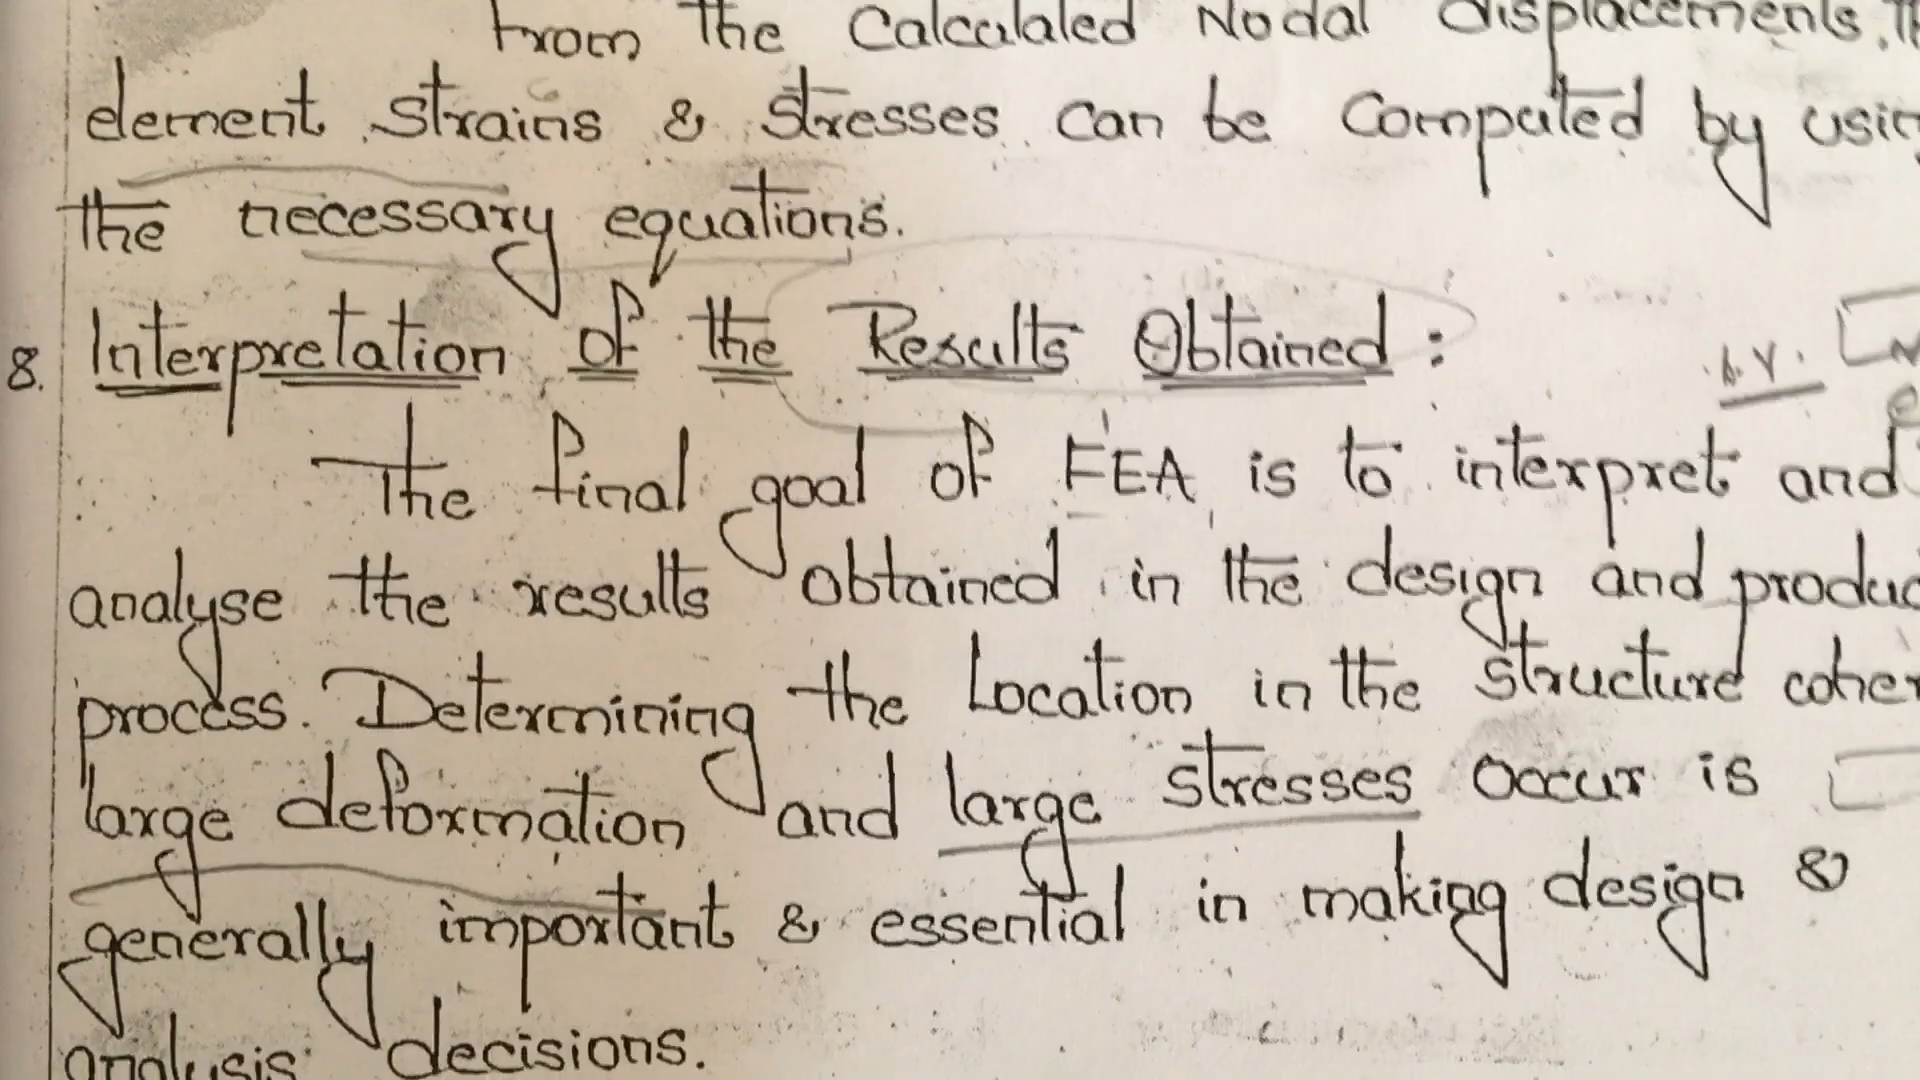 From the Calculated Nodal displacements, th
element strains & stresses can be Computed by usin
the necessary equations.
8. Interpretation of the Results Obtained :
The final goal of FEA is to interpret and
analyse the results obtained in the design and produc
process. Determining the Location in the structure wher
large deformation and large stresses occur is
generally important & essential in making design &
analysis decisions.